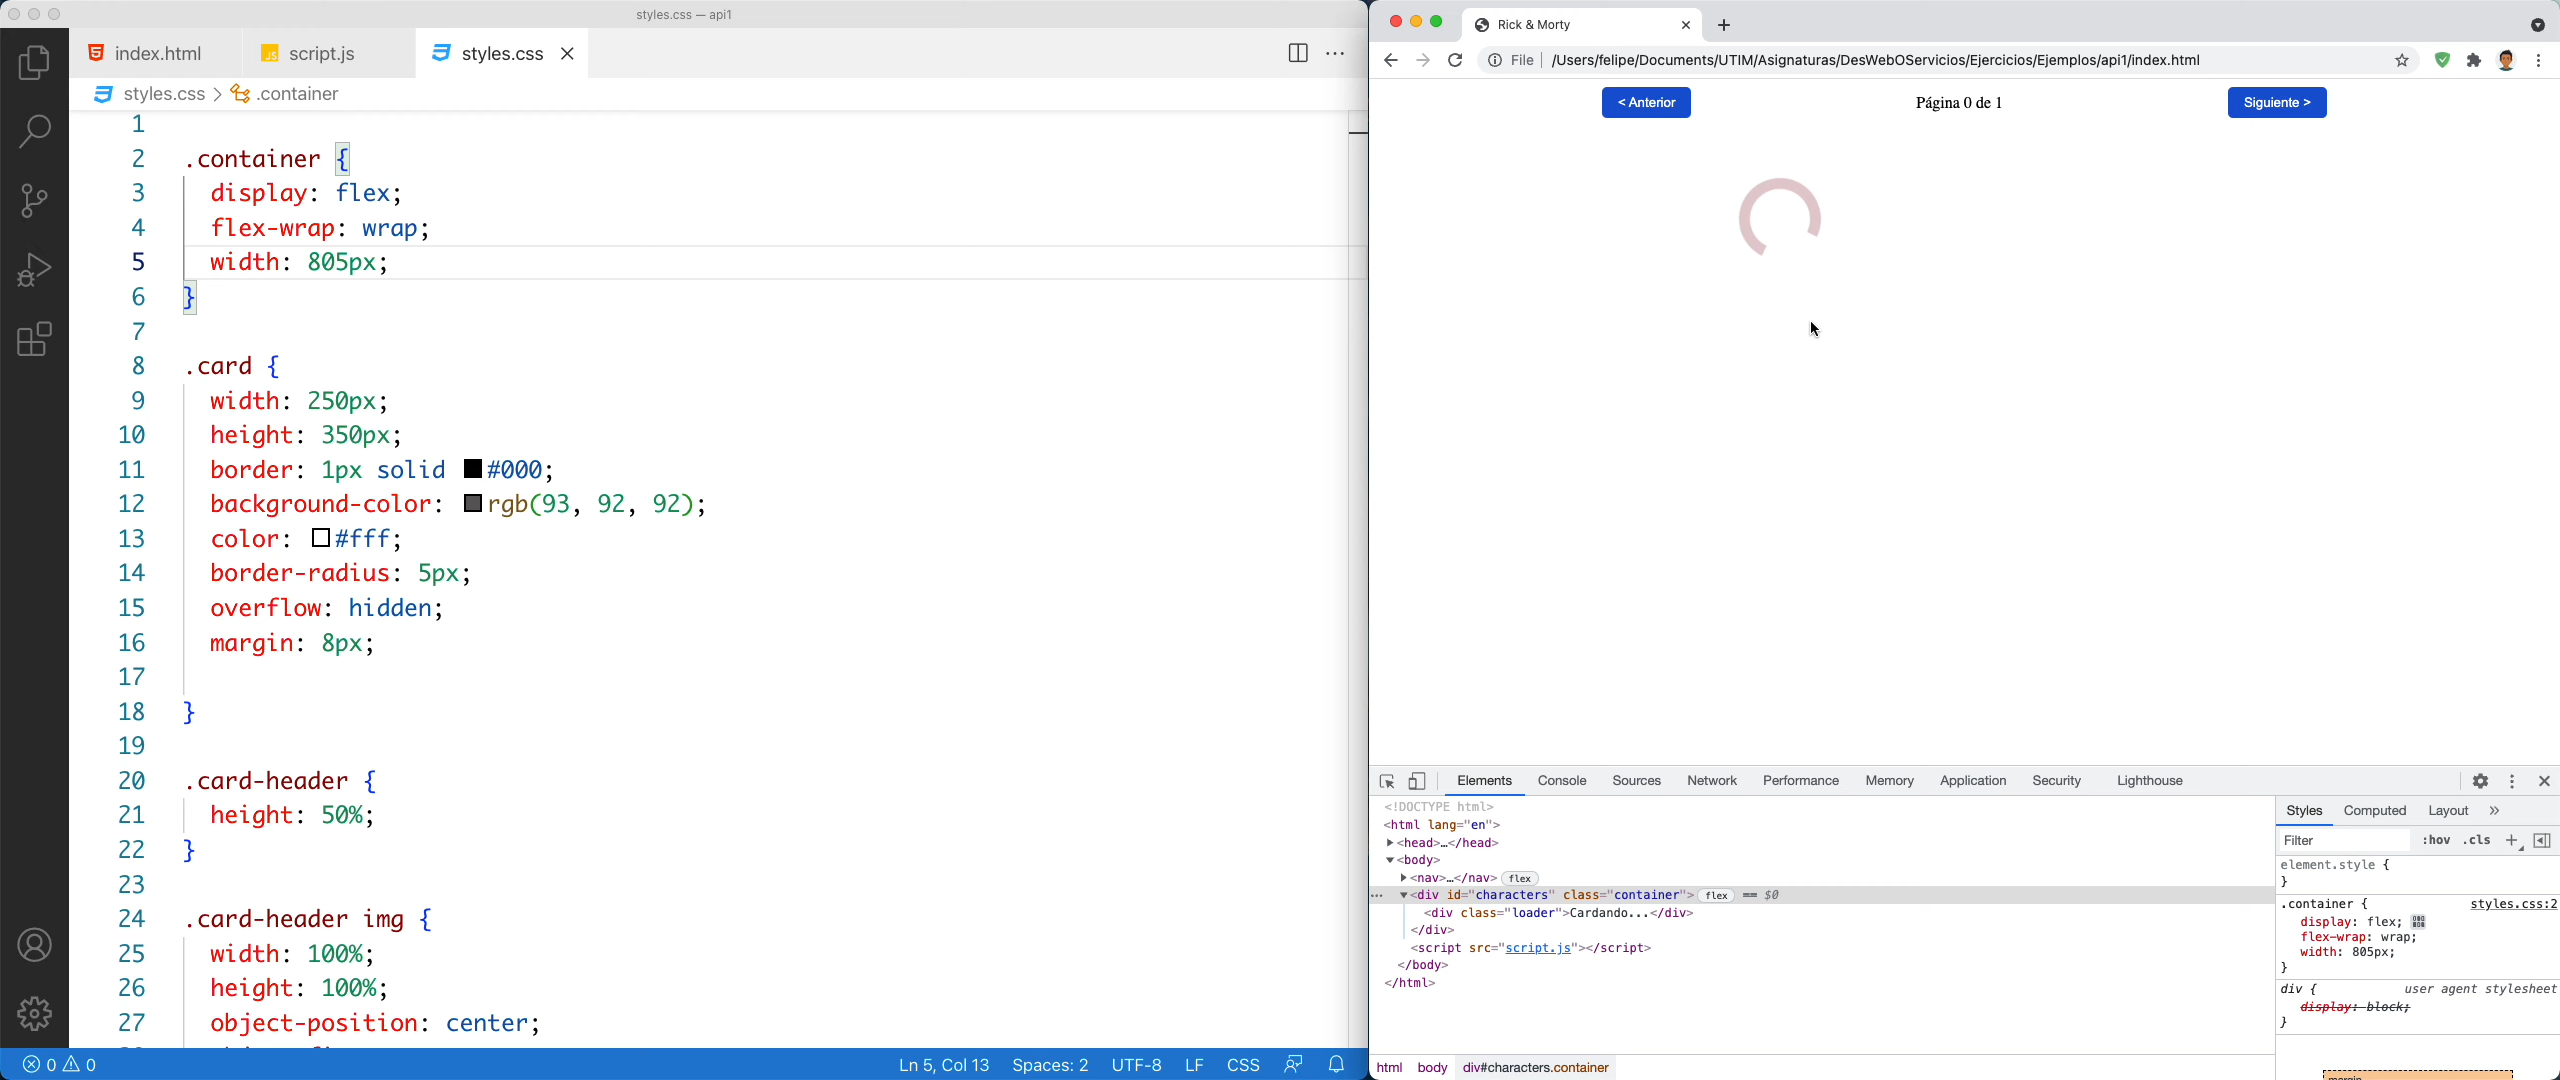 styles.css — api1
index.html
script.js
styles.css
styles.css > .container
1
2 .container {
3 display: flex;
4 flex-wrap: wrap;
5 width: 805px;
6 }
7
8 .card {
9 width: 250px;
10 height: 350px;
11 border: 1px solid #000;
12 background-color: rgb(93, 92, 92);
13 color: #fff;
14 border-radius: 5px;
15 overflow: hidden;
16 margin: 8px;
17
18 }
19
20 .card-header {
21 height: 50%;
22 }
23
24 .card-header img {
25 width: 100%;
26 height: 100%;
27 object-position: center;
0 0 Ln 5, Col 13 Spaces: 2 UTF-8 LF CSS
Rick & Morty
File | /Users/felipe/Documents/UTIM/Asignaturas/DesWebOServicios/Ejercicios/Ejemplos/api1/index.html
< Anterior
Página 0 de 1
Siguiente >
Elements Console Sources Network Performance Memory Application Security Lighthouse
<!DOCTYPE html>
<html lang="en">
<head>…</head>
<body>
<nav>…</nav> flex
… <div id="characters" class="container"> flex == $0
<div class="loader">Cardando...</div>
</div>
<script src="script.js"></script>
</body>
</html>
html body div#characters.container
Styles Computed Layout »
Filter :hov .cls +
element.style {
}
.container { styles.css:2
display: flex;
flex-wrap: wrap;
width: 805px;
}
div { user agent stylesheet
display: block;
}